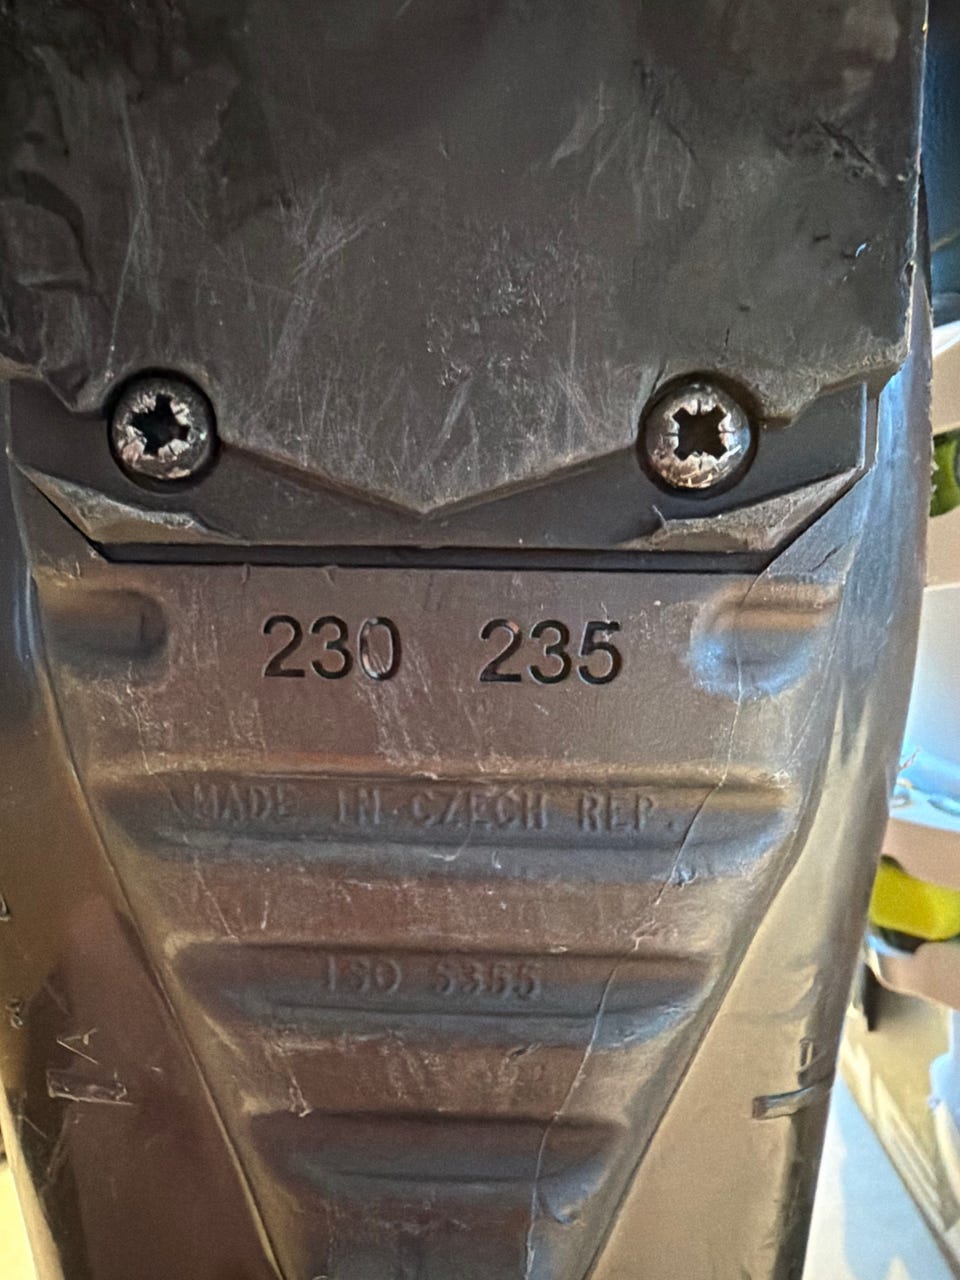 230 235
MADE IN CZECH REP.
ISO 5355
A
A